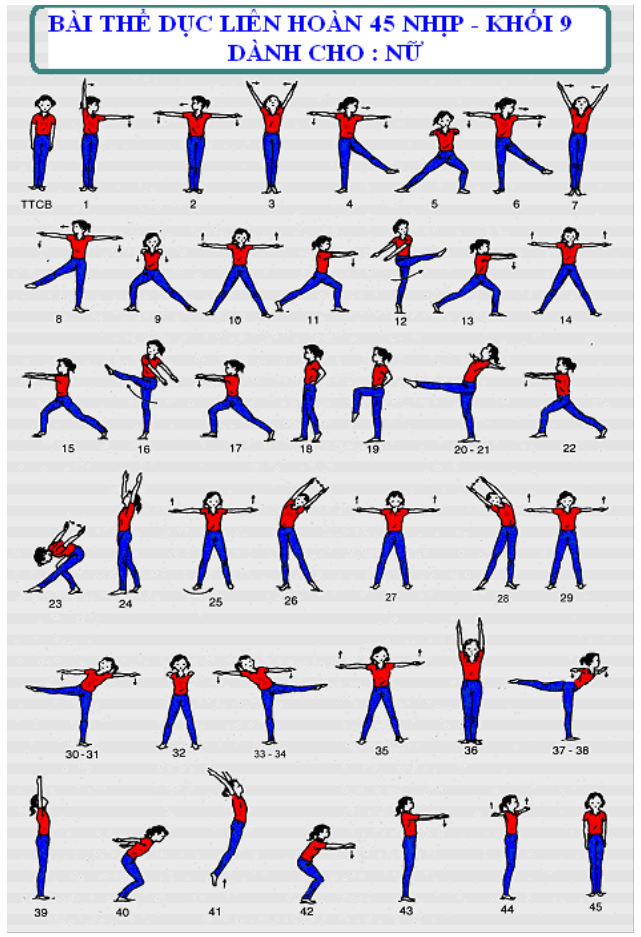 BÀI THỂ DỤC LIÊN HOÀN 45 NHỊP - KHỐI 9
DÀNH CHO : NỮ
TTCB 1 2 3 4 5 6 7
8 9 10 11 12 13 14
15 16 17 18 19 20 - 21 22
23 24 25 26 27 28 29
30 - 31 32 33 - 34 35 36 37 - 38
39 40 41 42 43 44 45